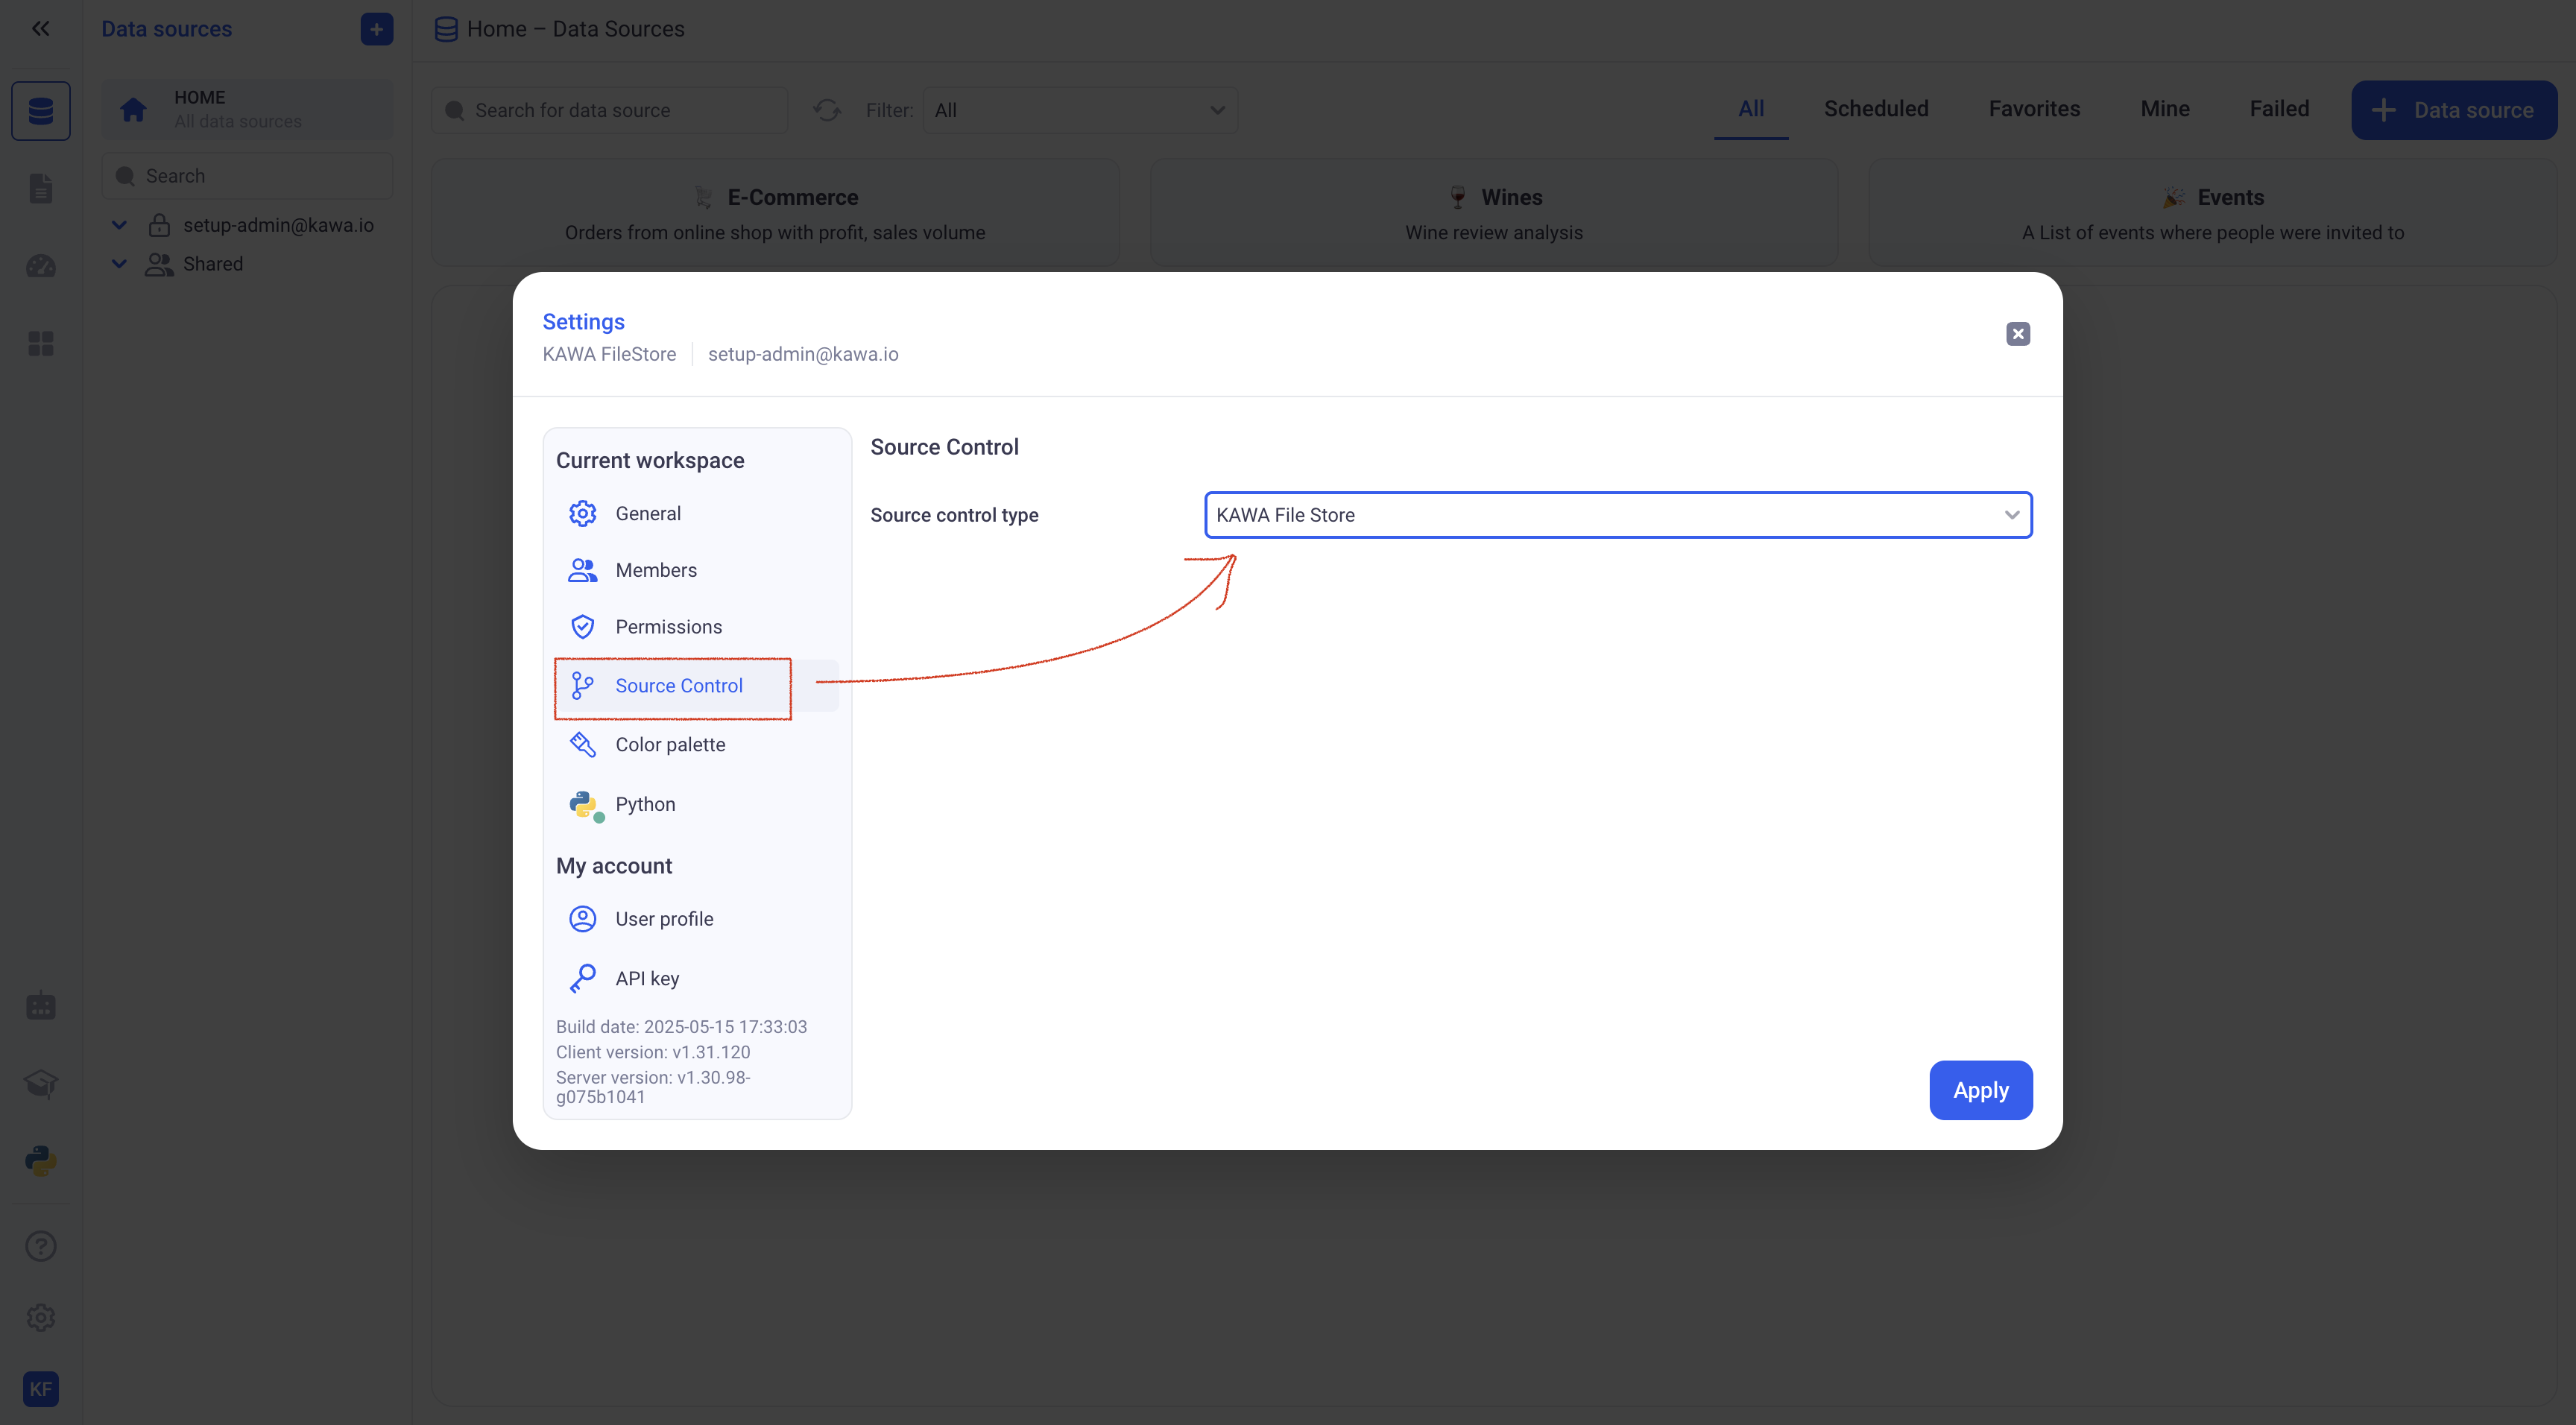 Data sources
HOME
All data sources
Search
setup-admin@kawa.io
Shared
KF
Home – Data Sources
Search for data source
Filter:
All
All
Scheduled
Favorites
Mine
Failed
Data source
E-Commerce
Orders from online shop with profit, sales volume
Wines
Wine review analysis
Events
A List of events where people were invited to
Settings
KAWA FileStore
setup-admin@kawa.io
Current workspace
General
Members
Permissions
Source Control
Color palette
Python
My account
User profile
API key
Build date: 2025-05-15 17:33:03
Client version: v1.31.120
Server version: v1.30.98-
g075b1041
Source Control
Source control type
KAWA File Store
Apply